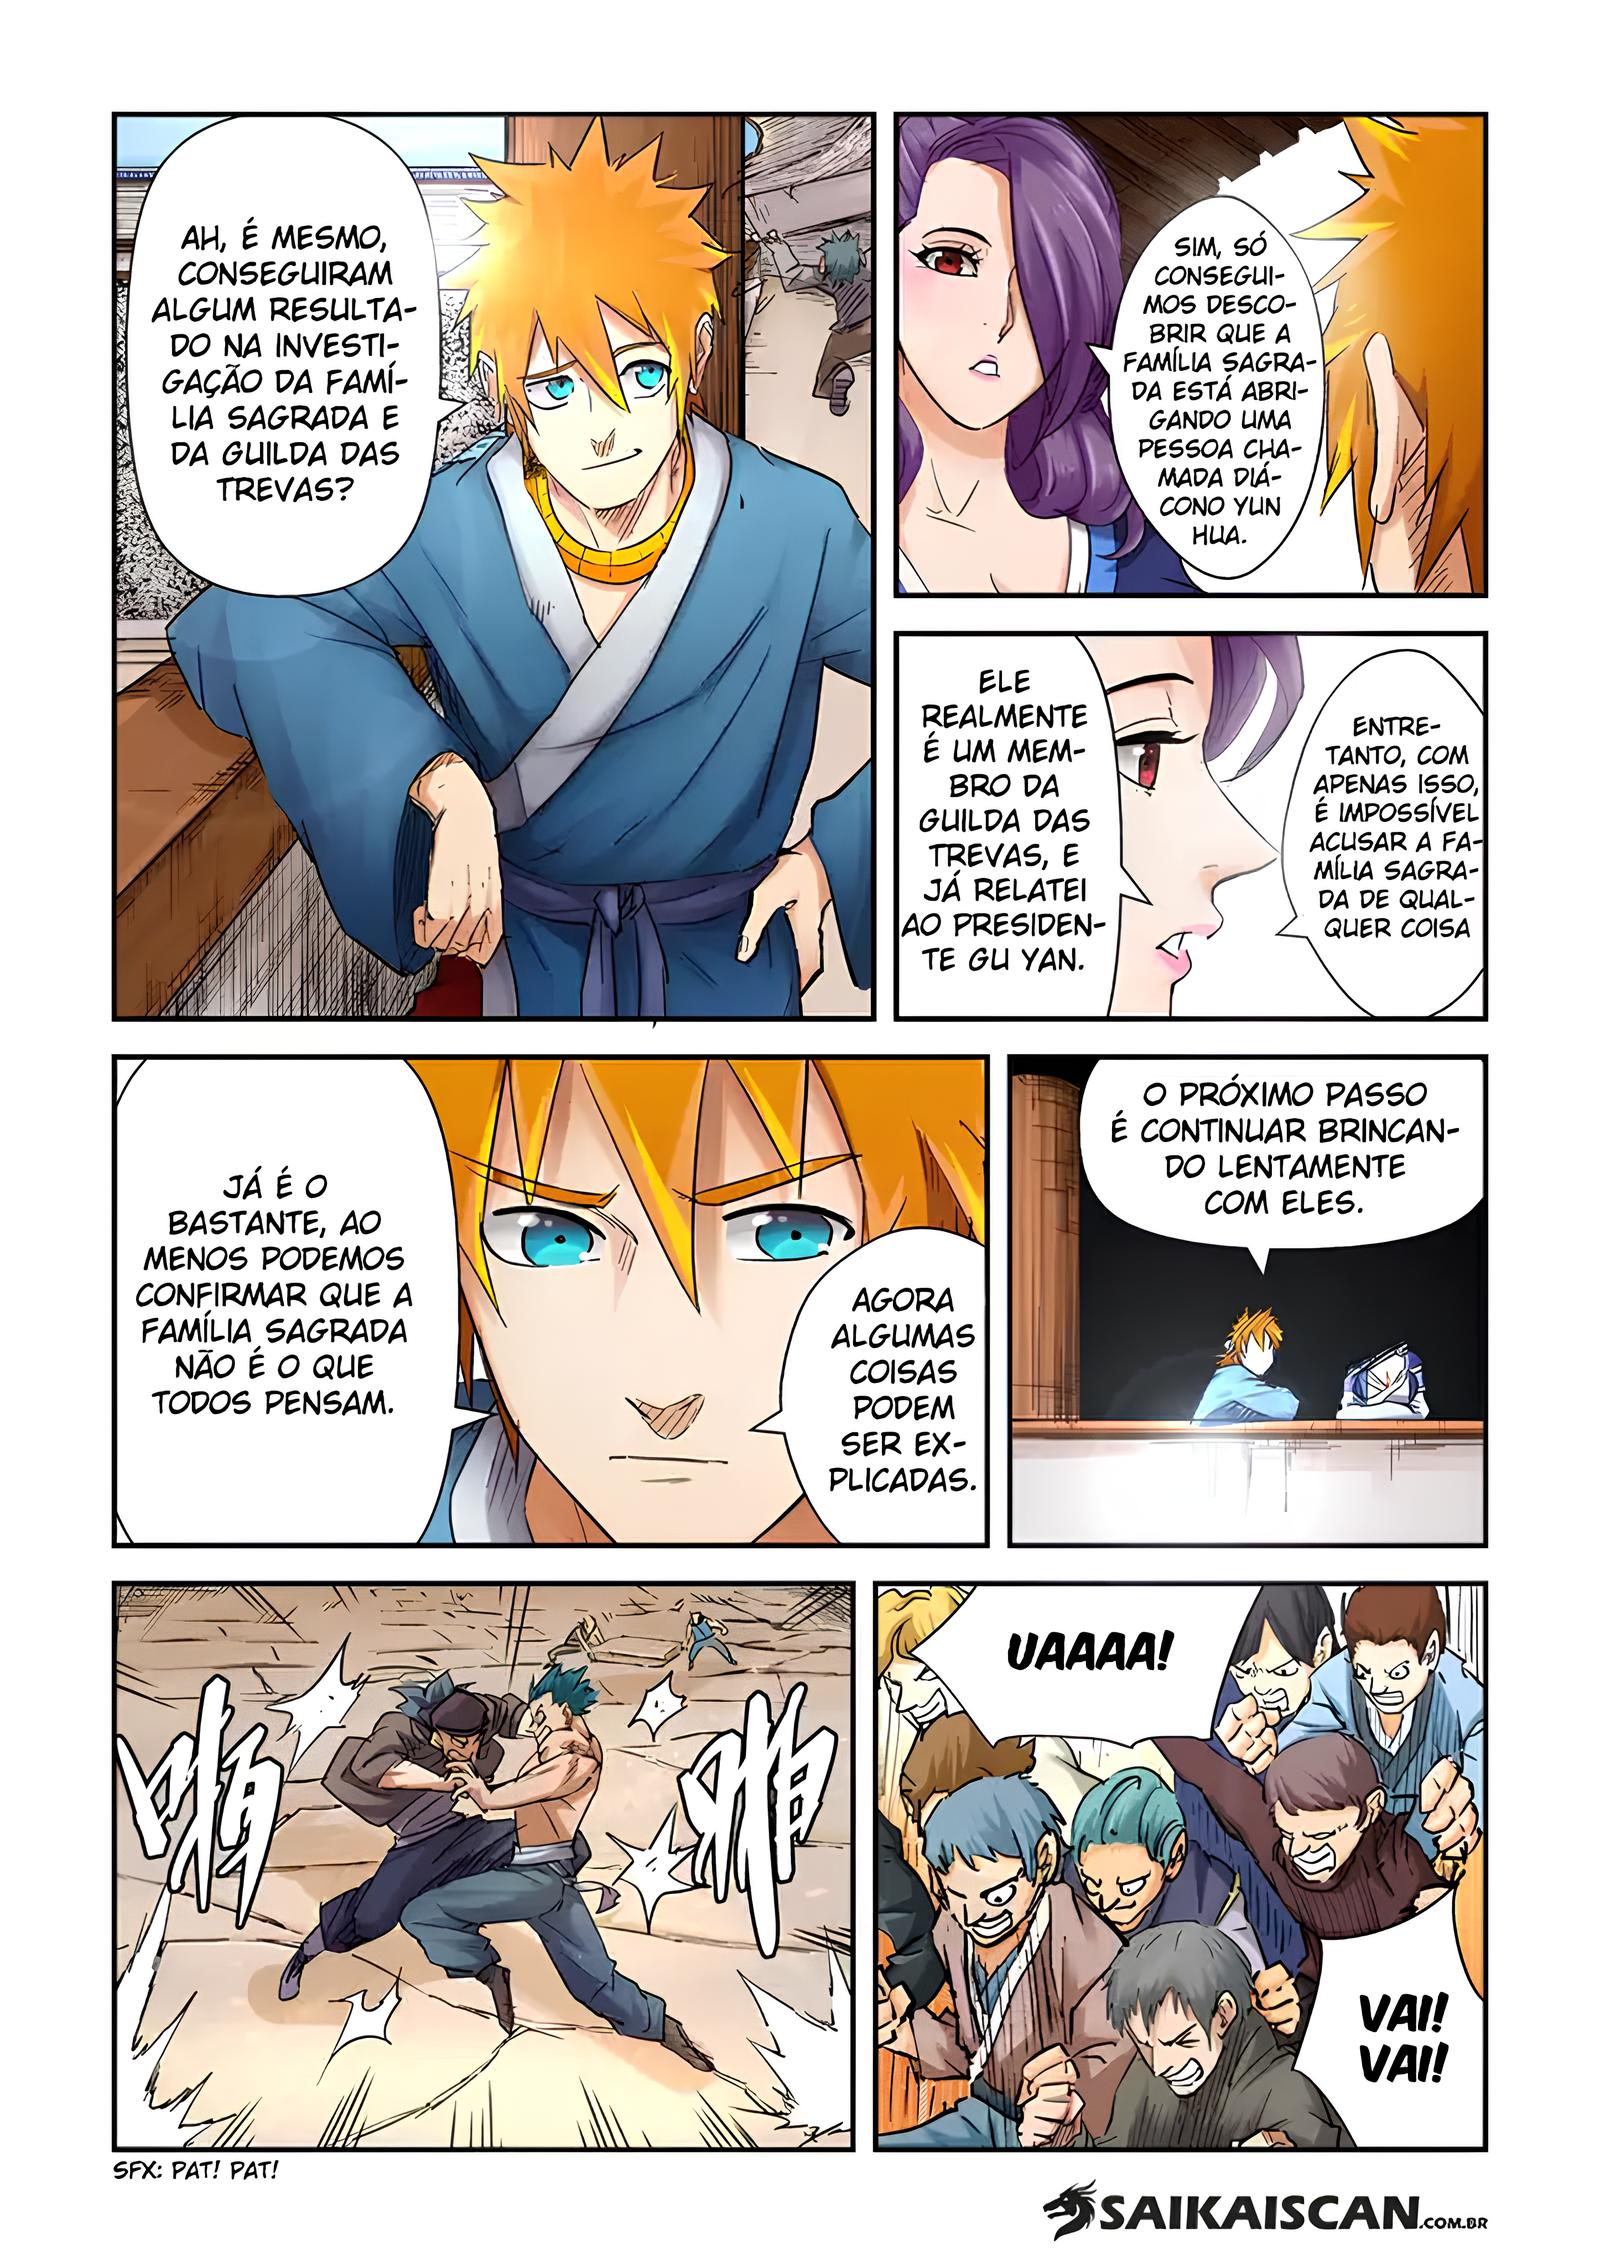 AH, É MESMO,
CONSEGUIRAM
ALGUM RESULTA-
DO NA INVESTI-
GAÇÃO DA FAMÍ-
LIA SAGRADA E
DA GUILDA DAS
TREVAS?
SIM, SÓ
CONSEGUI-
MOS DESCO-
BRIR QUE A
FAMÍLIA SAGRA-
DA ESTÁ ABRI-
GANDO UMA
PESSOA CHA-
MADA DIÁ-
CONO YUN
HUA.
ELE
REALMENTE
É UM MEM-
BRO DA
GUILDA DAS
TREVAS, E
JÁ RELATEI
AO PRESIDEN-
TE GU YAN.
ENTRE-
TANTO, COM
APENAS ISSO,
É IMPOSSÍVEL
ACUSAR A FA-
MÍLIA SAGRA-
DA DE QUAL-
QUER COISA
JÁ É O
BASTANTE, AO
MENOS PODEMOS
CONFIRMAR QUE A
FAMÍLIA SAGRADA
NÃO É O QUE
TODOS PENSAM.
AGORA
ALGUMAS
COISAS
PODEM
SER EX-
PLICADAS.
O PRÓXIMO PASSO
É CONTINUAR BRINCAN-
DO LENTAMENTE
COM ELES.
UAAAA!
VAI!
VAI!
SFX: PAT! PAT!
SAIKAISCAN.COM.BR